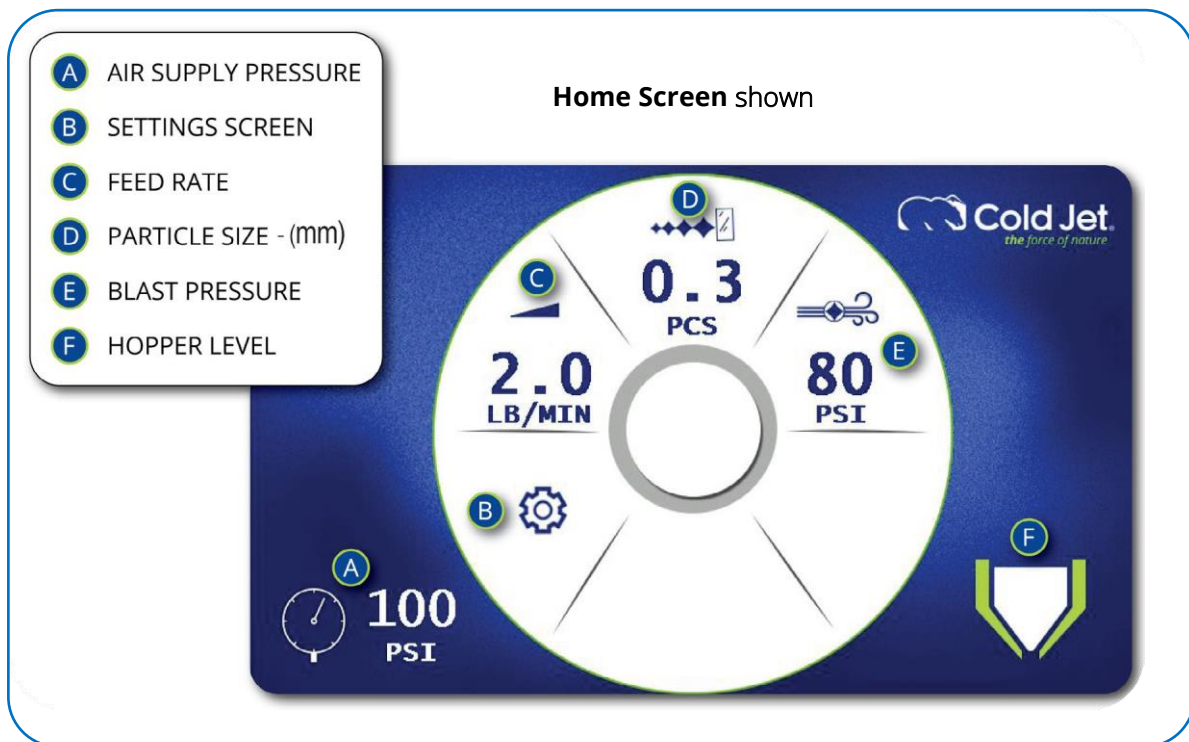 A AIR SUPPLY PRESSURE
B SETTINGS SCREEN
C FEED RATE
D PARTICLE SIZE - (mm)
E BLAST PRESSURE
F HOPPER LEVEL
Home Screen shown
Cold Jet®
the force of nature
D
0.3
PCS
C
2.0
LB/MIN
E
80
PSI
B
A
100
PSI
F